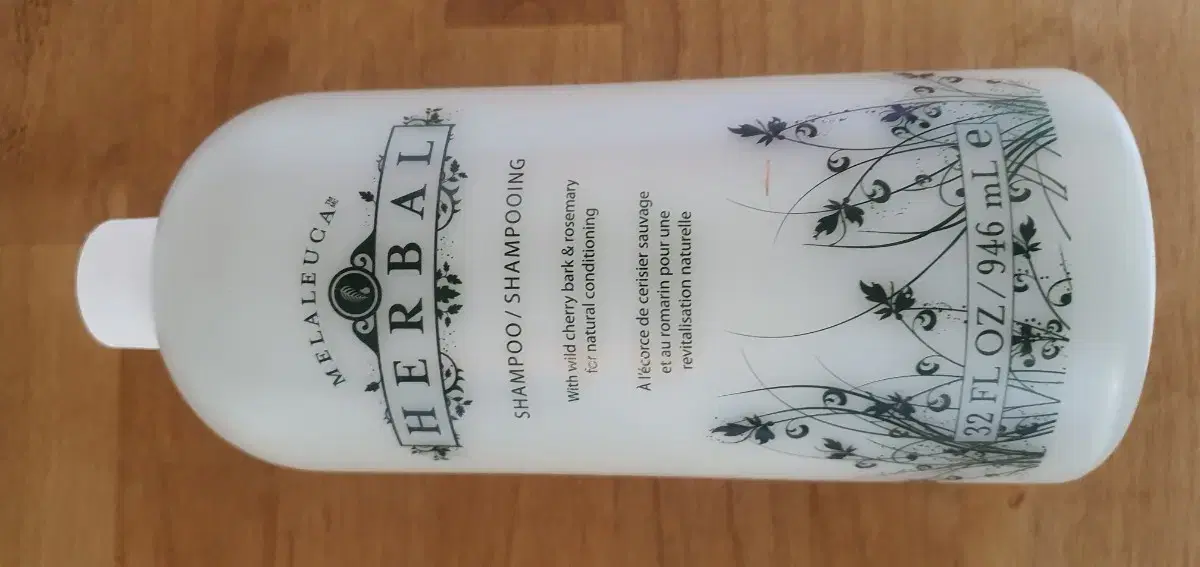 MELALEUCA
HERBAL
SHAMPOO / SHAMPOOING
With wild cherry bark & rosemary
for natural conditioning
À l'écorce de cerisier sauvage
et au romarin pour une
revitalisation naturelle
32 FL OZ / 946 mL e